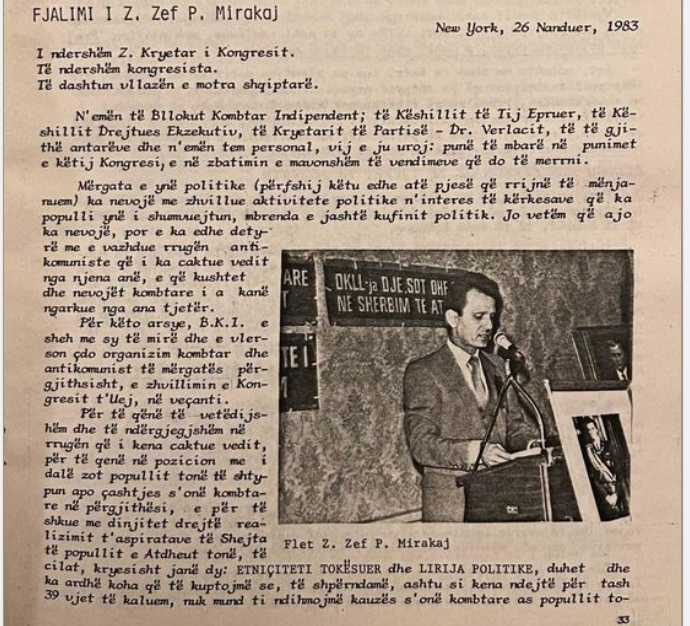 FJALIMI I Z. Zef P. Mirakaj
New York, 26 Nanduer, 1983
I ndershëm Z. Kryetar i Kongresit.
Të ndershëm kongresista.
Të dashtun vllazën e motra shqiptarë.
N'emën të Bllokut Kombtar Indipendent; të Këshillit të Tij Epruer, të Kë-
shillit Drejtues Ekzekutiv, të Kryetarit të Partisë - Dr. Verlacit, të të gji-
thë antarëve dhe n'emën tem personal, vij e ju uroj: punë të mbarë në punimet
e këtij Kongresi, e në zbatimin e mavonshëm të vendimeve që do të merrni.
Mërgata e ynë politike (përfshij këtu edhe atë pjesë që rrijnë të mënja-
nuem) ka nevojë me zhvillue aktivitete politike n'interes të kërkesave që ka
populli ynë i shumvuejtun, mbrenda e jashtë kufinit politik. Jo vetëm që ajo
ka nevojë, por e ka edhe dety-
rë me e vazhdue rrugën anti-
komuniste që i ka caktue vedit
nga njena anë, e që kushtet
dhe nevojët kombtare i a kanë
ngarkue nga ana tjetër.
Për këto arsye, B.K.I. e
sheh me sy të mirë dhe e vler-
son çdo organizim kombtar dhe
antikomunist të mërgatës për-
gjithsisht, e zhvillimin e Kon-
gresit t'Uej, në veçanti.
Për të qënë të vetëdijs-
hëm dhe të ndërgjegjshëm në
rrugën që i kena caktue vedit,
për të qenë në pozicion me i
dalë zot popullit tonë të shty-
pun apo çashtjes s'onë kombta-
re në përgjithësi, e për të
shkue me dinjitet drejtë rea-
lizimit t'aspiratave të Shejta
të popullit e Atdheut tonë, të
cilat, kryesisht janë dy: ETNIÇITETI TOKËSUER dhe LIRIJA POLITIKE, duhet dhe
ka ardhë koha që të kuptojmë se, të shpërndamë, ashtu si kena ndejtë për tash
39 vjet të kaluem, nuk mund ti ndihmojmë kauzës s'onë kombtare as popullit to-
ARE
T
OKLL-ja DJE, SOT DHE
NË SHERBIM TË AT
TE I
M
Flet Z. Zef P. Mirakaj
33